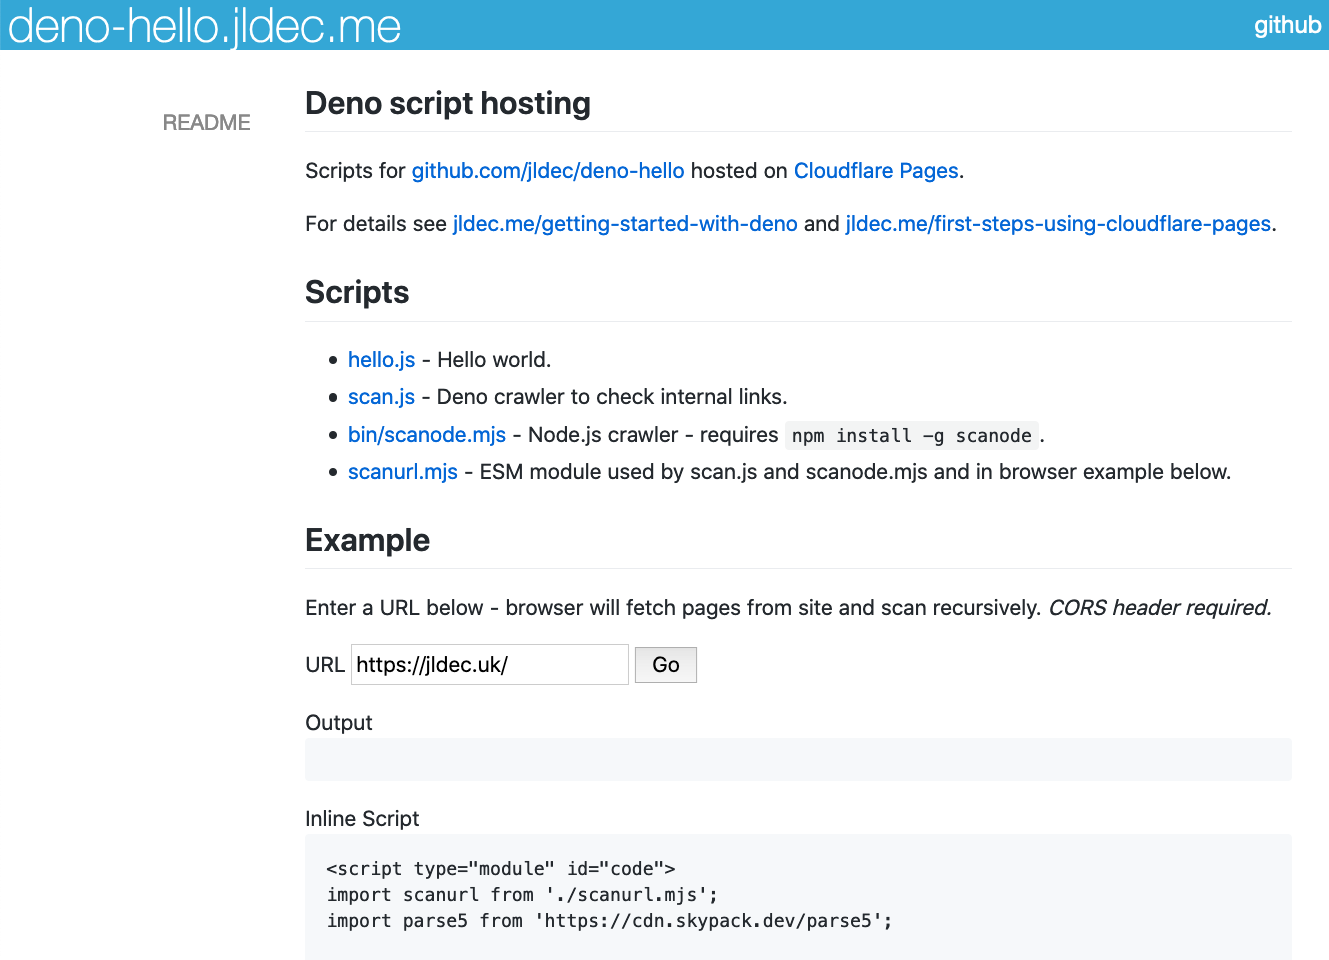 deno-hello.jldec.me
github
README
Deno script hosting
Scripts for github.com/jldec/deno-hello hosted on Cloudflare Pages.
For details see jldec.me/getting-started-with-deno and jldec.me/first-steps-using-cloudflare-pages.
Scripts
hello.js - Hello world.
scan.js - Deno crawler to check internal links.
bin/scanode.mjs - Node.js crawler - requires npm install -g scanode.
scanurl.mjs - ESM module used by scan.js and scanode.mjs and in browser example below.
Example
Enter a URL below - browser will fetch pages from site and scan recursively. CORS header required.
URL https://jldec.uk/ Go
Output
Inline Script
<script type="module" id="code">
import scanurl from './scanurl.mjs';
import parse5 from 'https://cdn.skypack.dev/parse5';